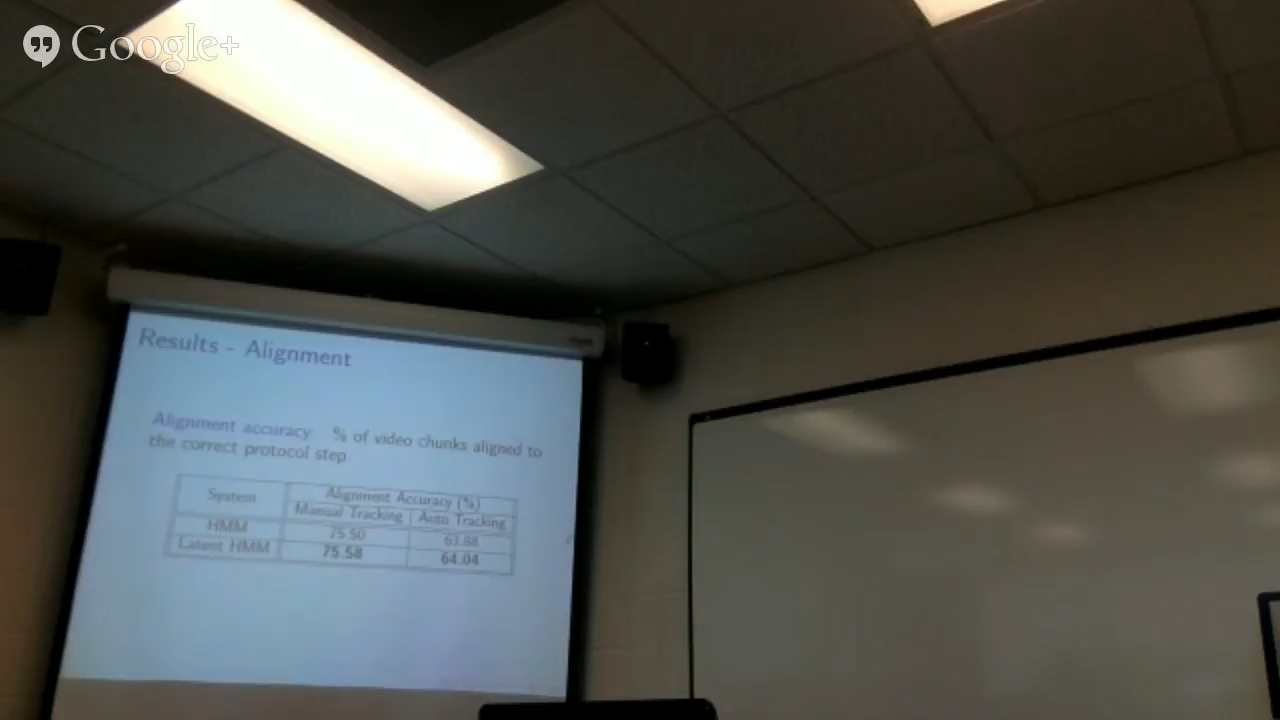 Google+
Results - Alignment
Alignment accuracy % of video chunks aligned to
the correct protocol step
System Alignment Accuracy (%)
Manual Tracking Auto Tracking
HMM 75.50
Latent HMM 75.58 64.04